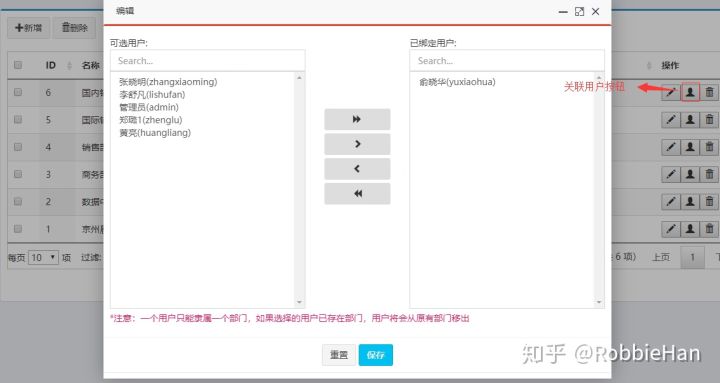 编辑
新增 删除
可选用户:
已绑定用户:
Search...
Search...
张晓明(zhangxiaoming)
李舒凡(lishufan)
管理员(admin)
郑璐1(zhenglu)
黄亮(huangliang)
俞晓华(yuxiaohua)
关联用户按钮
ID 名称 操作
6 国内销
5 国际销
4 销售部
3 商务部
2 数据中
1
每页 10 项 过滤:
6 项) 上页 1
*注意：一个用户只能隶属一个部门，如果选择的用户已存在部门，用户将会从原有部门移出
重置 保存
知乎 @RobbieHan